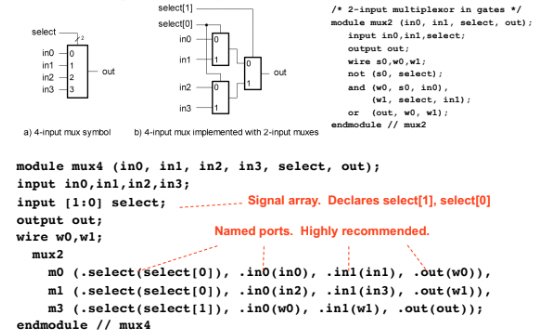 select
2
in0
in1
in2
in3
0
1
2
3
out
a) 4-input mux symbol
select[1]
select[0]
in0
in1
in2
in3
0
1
0
1
0
1
out
b) 4-input mux implemented with 2-input muxes
/* 2-input multiplexor in gates */
module mux2 (in0, in1, select, out);
input in0,in1,select;
output out;
wire s0,w0,w1;
not (s0, select);
and (w0, s0, in0),
(w1, select, in1);
or (out, w0, w1);
endmodule // mux2
module mux4 (in0, in1, in2, in3, select, out);
input in0,in1,in2,in3;
input [1:0] select; Signal array. Declares select[1], select[0]
output out;
wire w0,w1; Named ports. Highly recommended.
mux2
m0 (.select(select[0]), .in0(in0), .in1(in1), .out(w0)),
m1 (.select(select[0]), .in0(in2), .in1(in3), .out(w1)),
m3 (.select(select[1]), .in0(w0), .in1(w1), .out(out));
endmodule // mux4